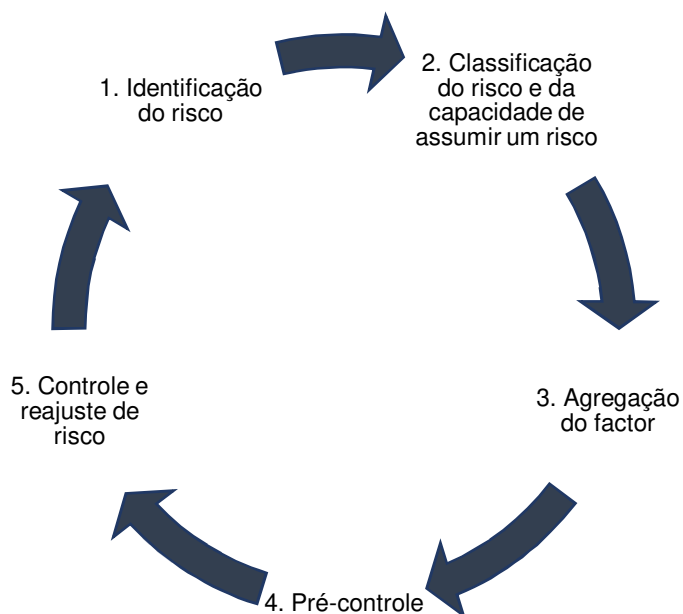 1. Identificação
do risco
2. Classificação
do risco e da
capacidade de
assumir um risco
3. Agregação
do factor
4. Pré-controle
5. Controle e
reajuste de
risco